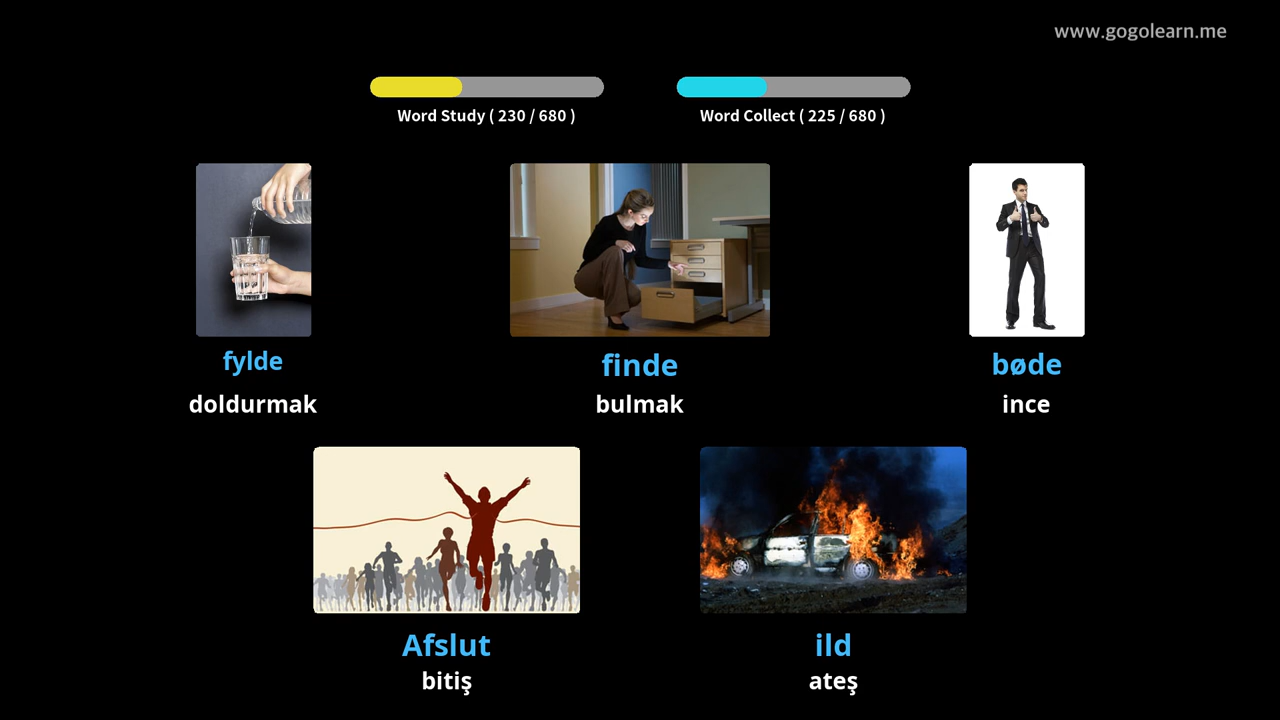 www.gogolearn.me
Word Study ( 230 / 680 )
Word Collect ( 225 / 680 )
fylde
doldurmak
finde
bulmak
bøde
ince
Afslut
bitiş
ild
ateş